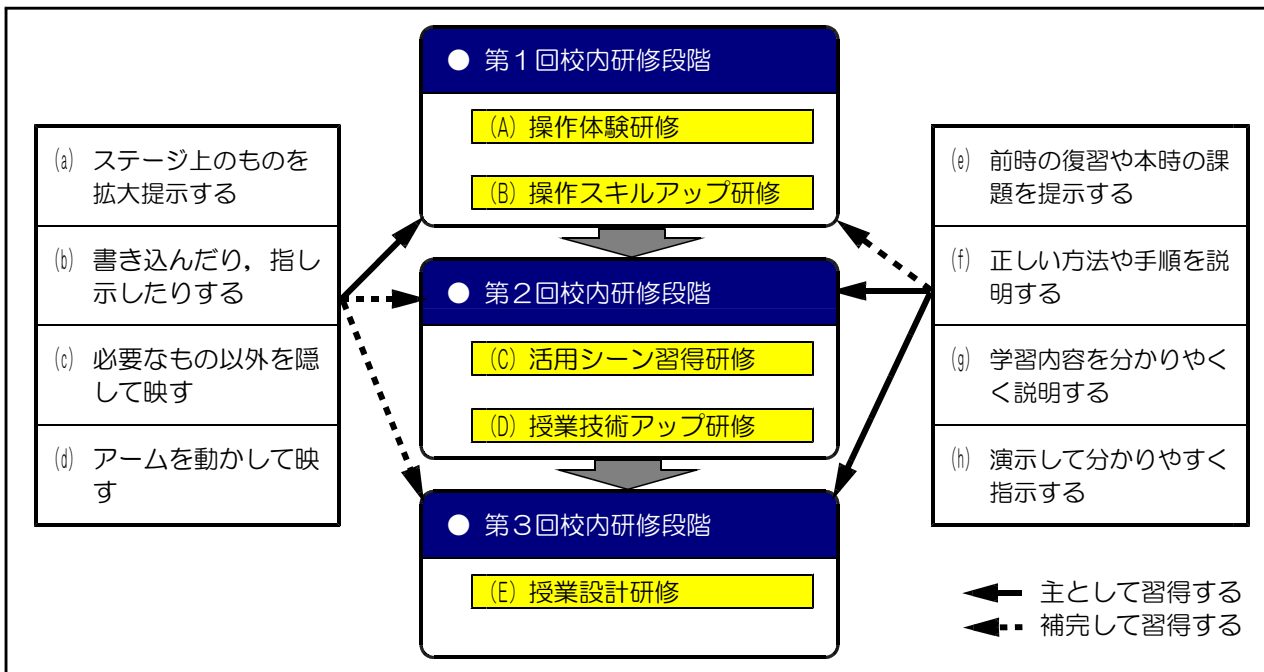 ● 第1回校内研修段階
(A) 操作体験研修
(B) 操作スキルアップ研修
(a) ステージ上のものを
拡大提示する
(b) 書き込んだり，指し
示したりする
(c) 必要なもの以外を隠
して映す
(d) アームを動かして映
す
● 第2回校内研修段階
(C) 活用シーン習得研修
(D) 授業技術アップ研修
● 第3回校内研修段階
(E) 授業設計研修
(e) 前時の復習や本時の課
題を提示する
(f) 正しい方法や手順を説
明する
(g) 学習内容を分かりやく
く説明する
(h) 演示して分かりやすく
指示する
主として習得する
補完して習得する